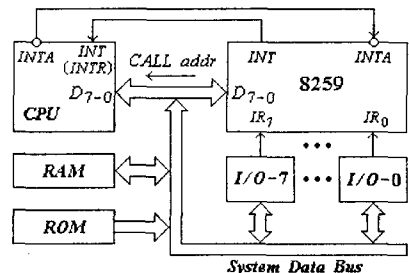 INTA INT INT INTA
(INTR) CALL addr 8259
D7-0 D7-0
CPU IR7 IR0
RAM I/O-7 I/O-0
ROM
System Data Bus